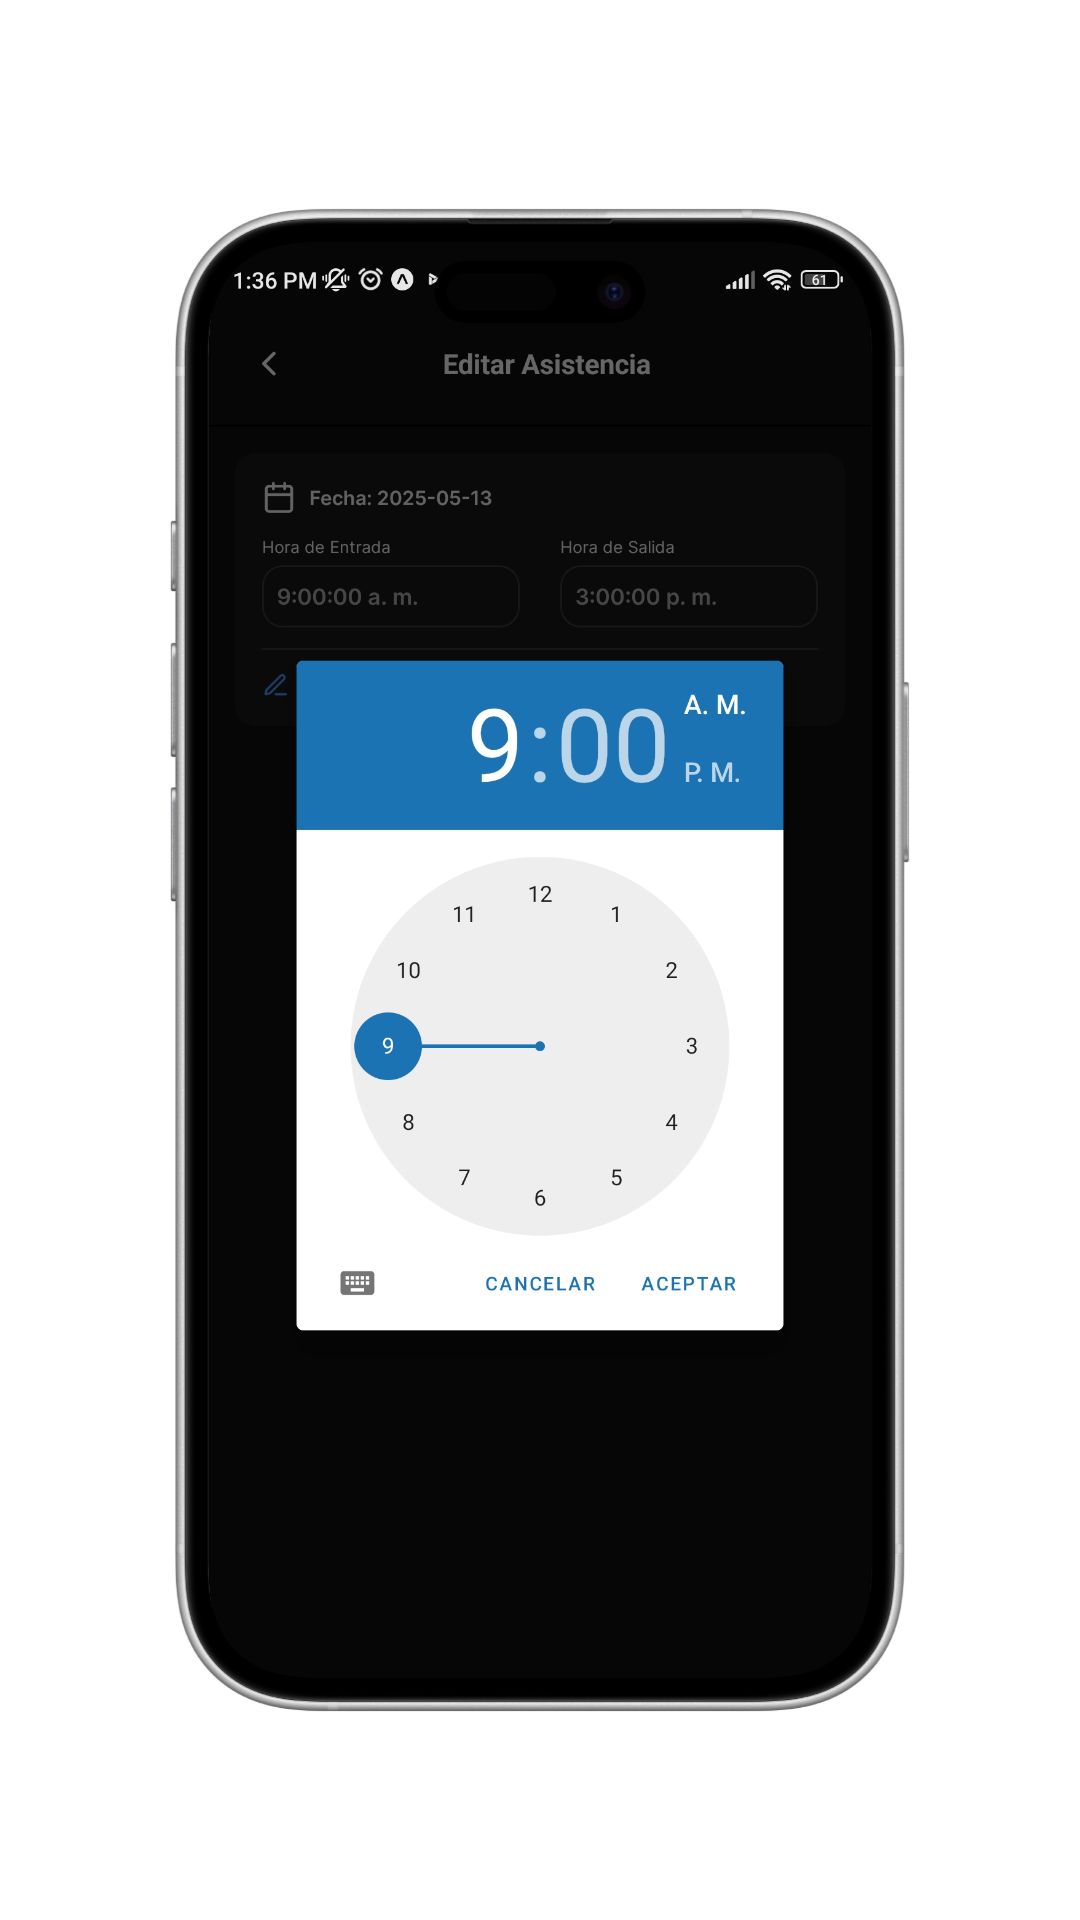 1:36 PM
61
Editar Asistencia
Fecha: 2025-05-13
Hora de Entrada
Hora de Salida
9:00:00 a. m.
3:00:00 p. m.
9:00
A. M.
P. M.
12
11
1
10
2
9
3
8
4
7
5
6
CANCELAR
ACEPTAR